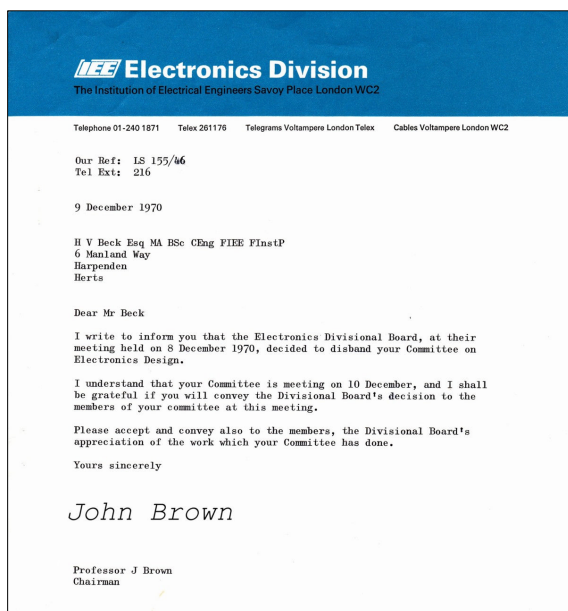 IEE Electronics Division
The Institution of Electrical Engineers Savoy Place London WC2
Telephone 01-240 1871 Telex 261176 Telegrams Voltampere London Telex Cables Voltampere London WC2
Our Ref: LS 155/46
Tel Ext: 216
9 December 1970
H V Beck Esq MA BSc CEng FIEE FInstP
6 Manland Way
Harpenden
Herts
Dear Mr Beck
I write to inform you that the Electronics Divisional Board, at their
meeting held on 8 December 1970, decided to disband your Committee on
Electronics Design.
I understand that your Committee is meeting on 10 December, and I shall
be grateful if you will convey the Divisional Board's decision to the
members of your committee at this meeting.
Please accept and convey also to the members, the Divisional Board's
appreciation of the work which your Committee has done.
Yours sincerely
John Brown
Professor J Brown
Chairman